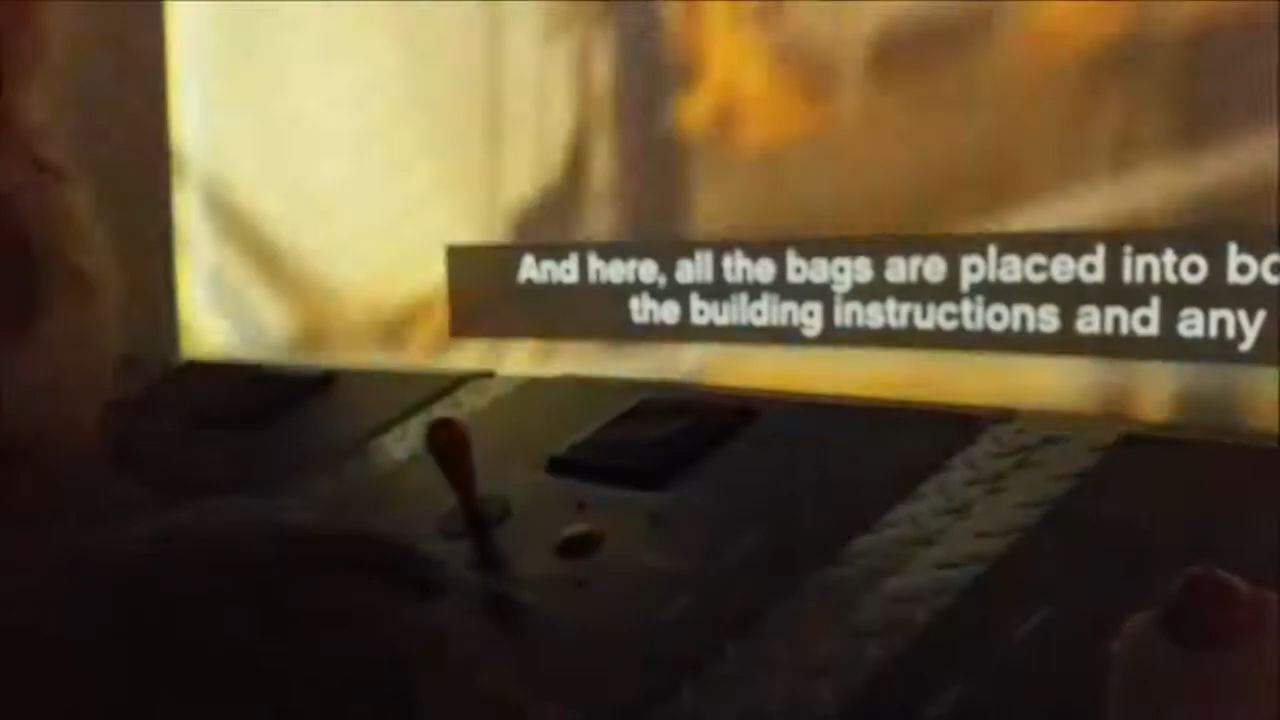 And here, all the bags are placed into
the building instructions and any